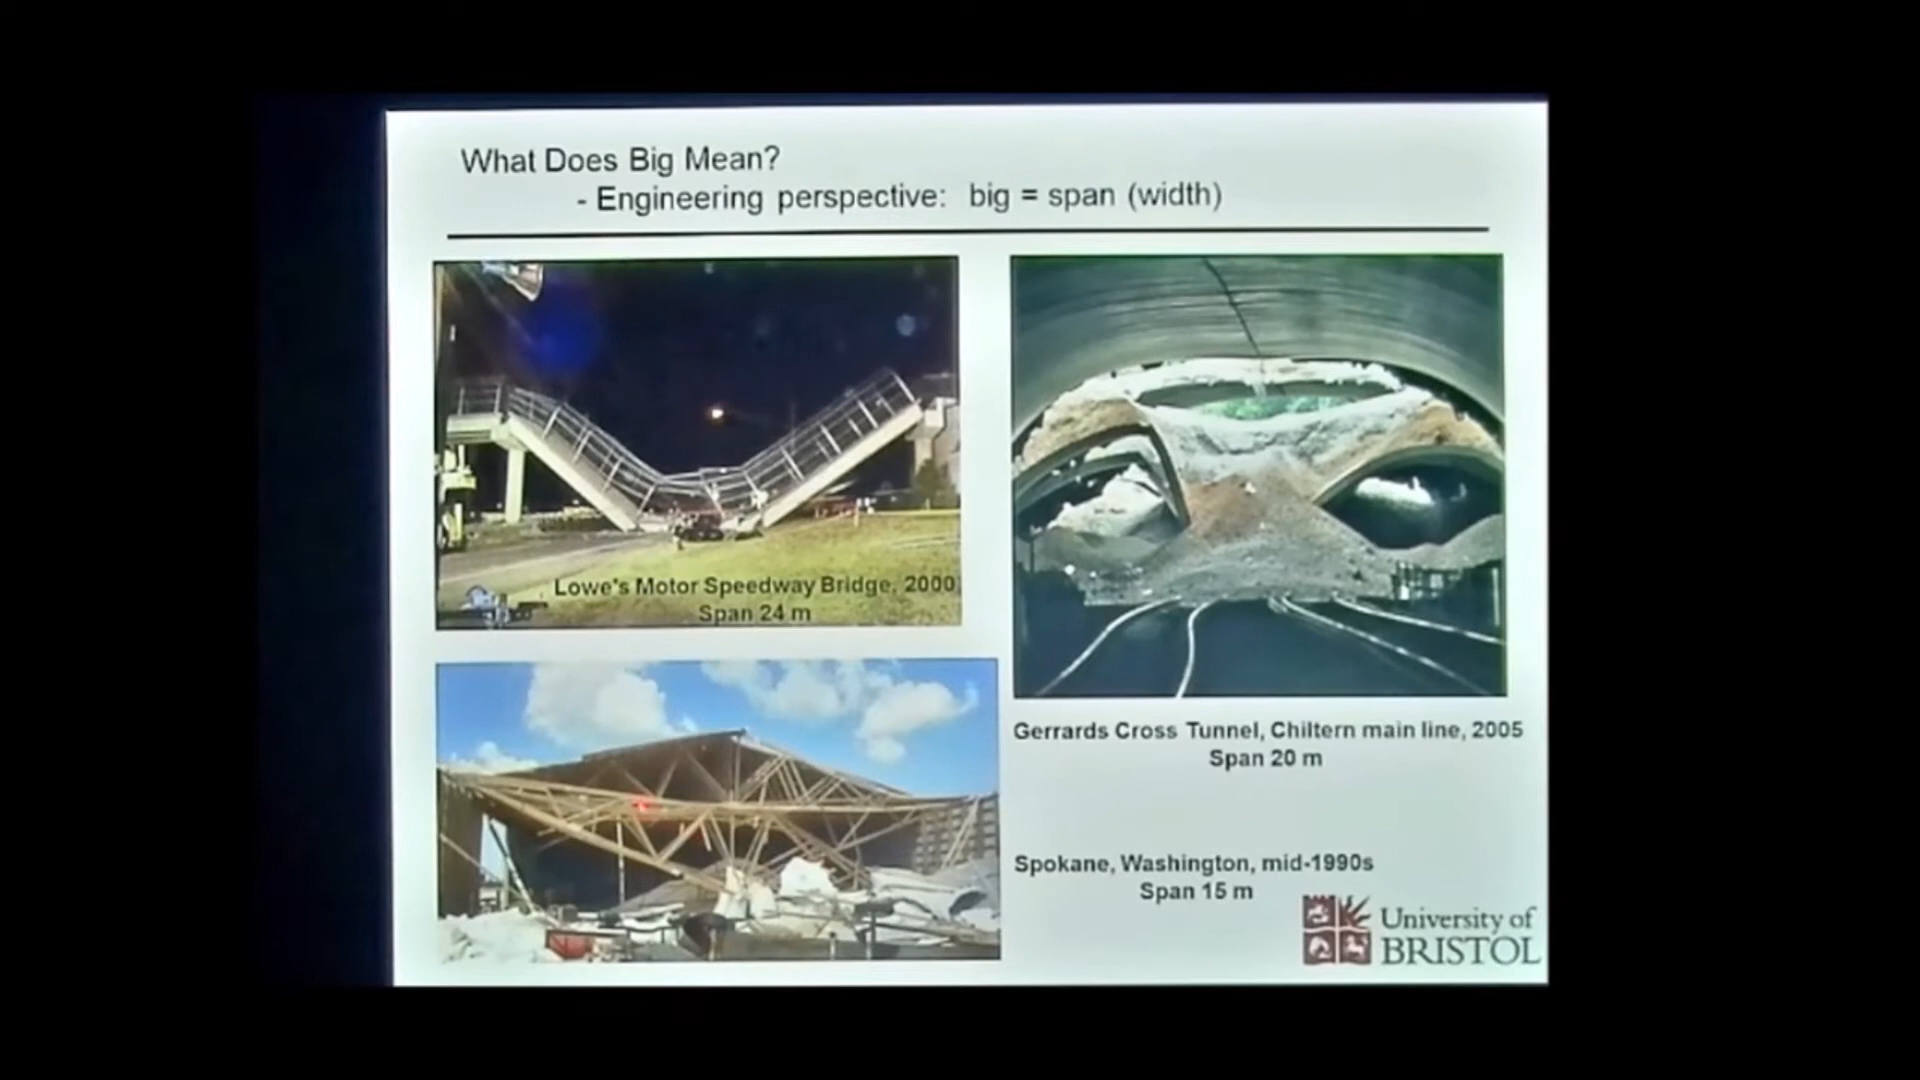 What Does Big Mean?
- Engineering perspective: big = span (width)
Lowe's Motor Speedway Bridge, 2000
Span 24 m
Gerrards Cross Tunnel, Chiltern main line, 2005
Span 20 m
Spokane, Washington, mid-1990s
Span 15 m
University of
BRISTOL